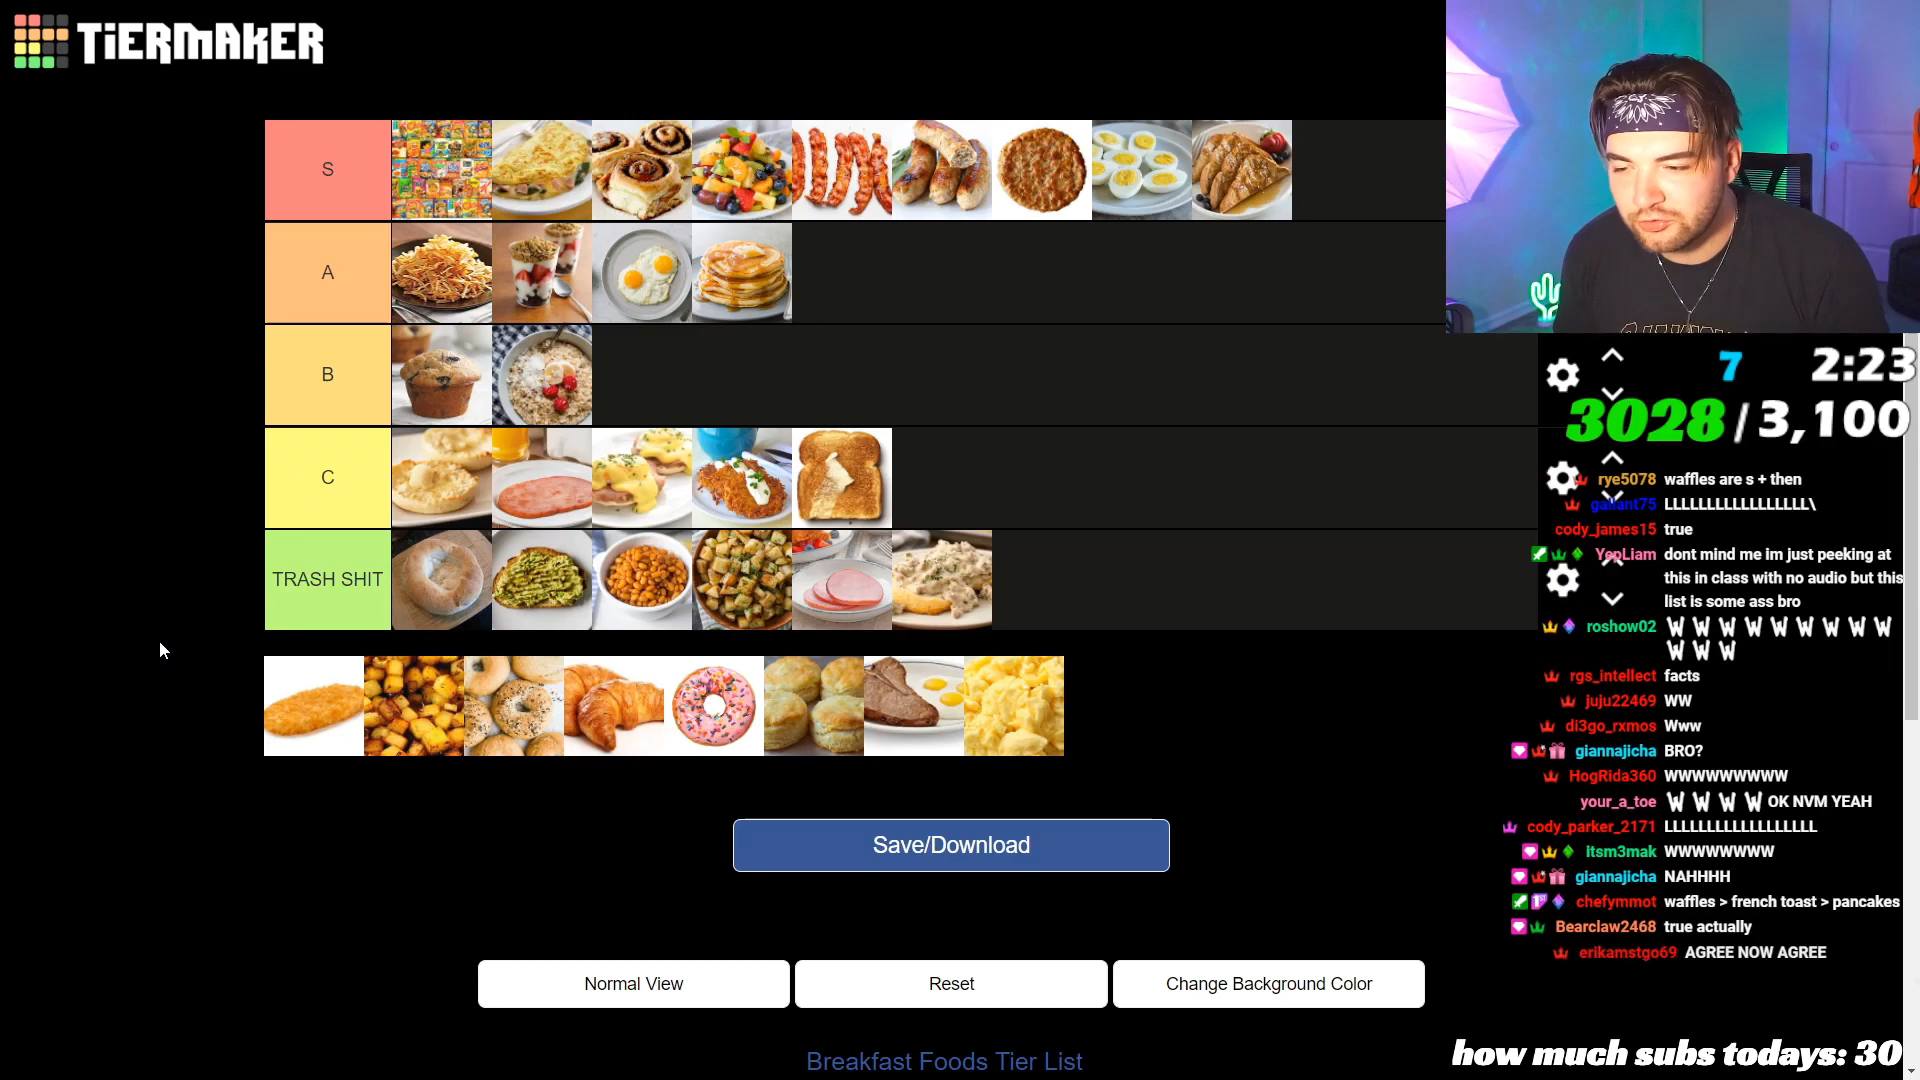 TiERMAKER
S
A
B
C
TRASH SHIT
Save/Download
Normal View
Reset
Change Background Color
Breakfast Foods Tier List
7 2:23
3028/3,100
rye5078 waffles are s + then
gallant75 LLLLLLLLLLLLLLLLL\
cody_james15 true
YepLiam dont mind me im just peeking at
this in class with no audio but this
list is some ass bro
roshow02 W W W W W W W W W
W W W
rgs_intellect facts
juju22469 WW
di3go_rxmos Www
giannajicha BRO?
HogRida360 WWWWWWWWW
your_a_toe W W W W OK NVM YEAH
cody_parker_2171 LLLLLLLLLLLLLLLLLL
itsm3mak WWWWWWWW
giannajicha NAHHHH
chefymmot waffles > french toast > pancakes
Bearclaw2468 true actually
erikamstgo69 AGREE NOW AGREE
how much subs todays: 30